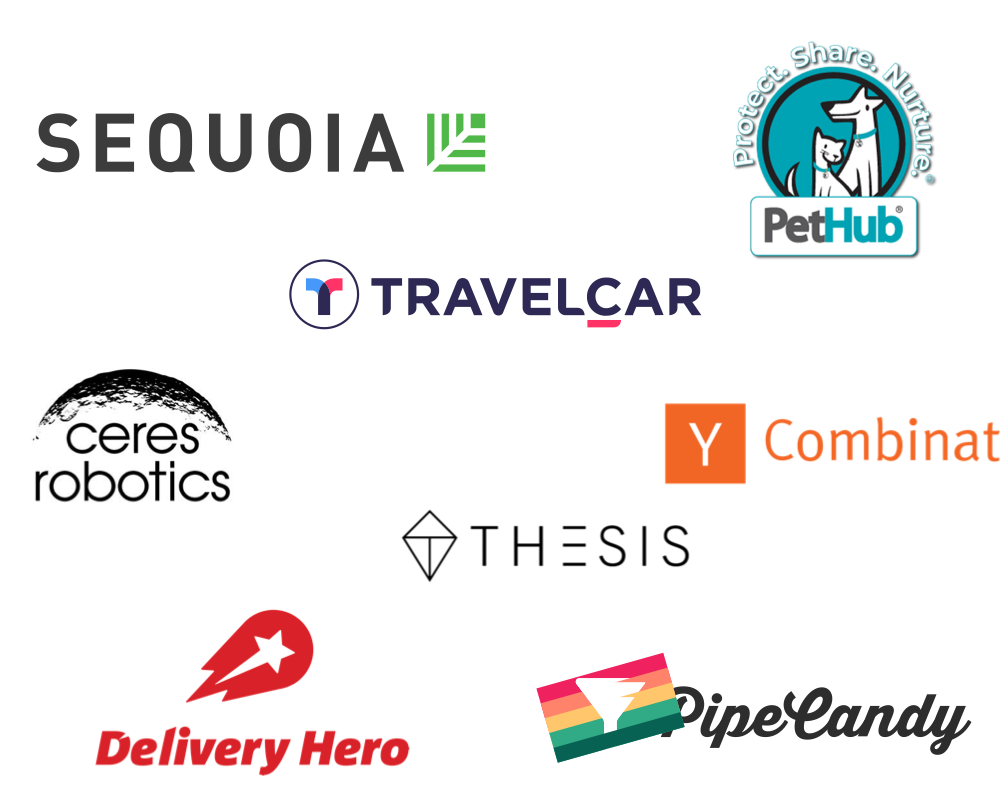 Protect. Share. Nurture.®
SEQUOIA
PetHub®
TRAVELCAR
ceres
robotics
Y Combinat
THESIS
Delivery Hero
PipeCandy